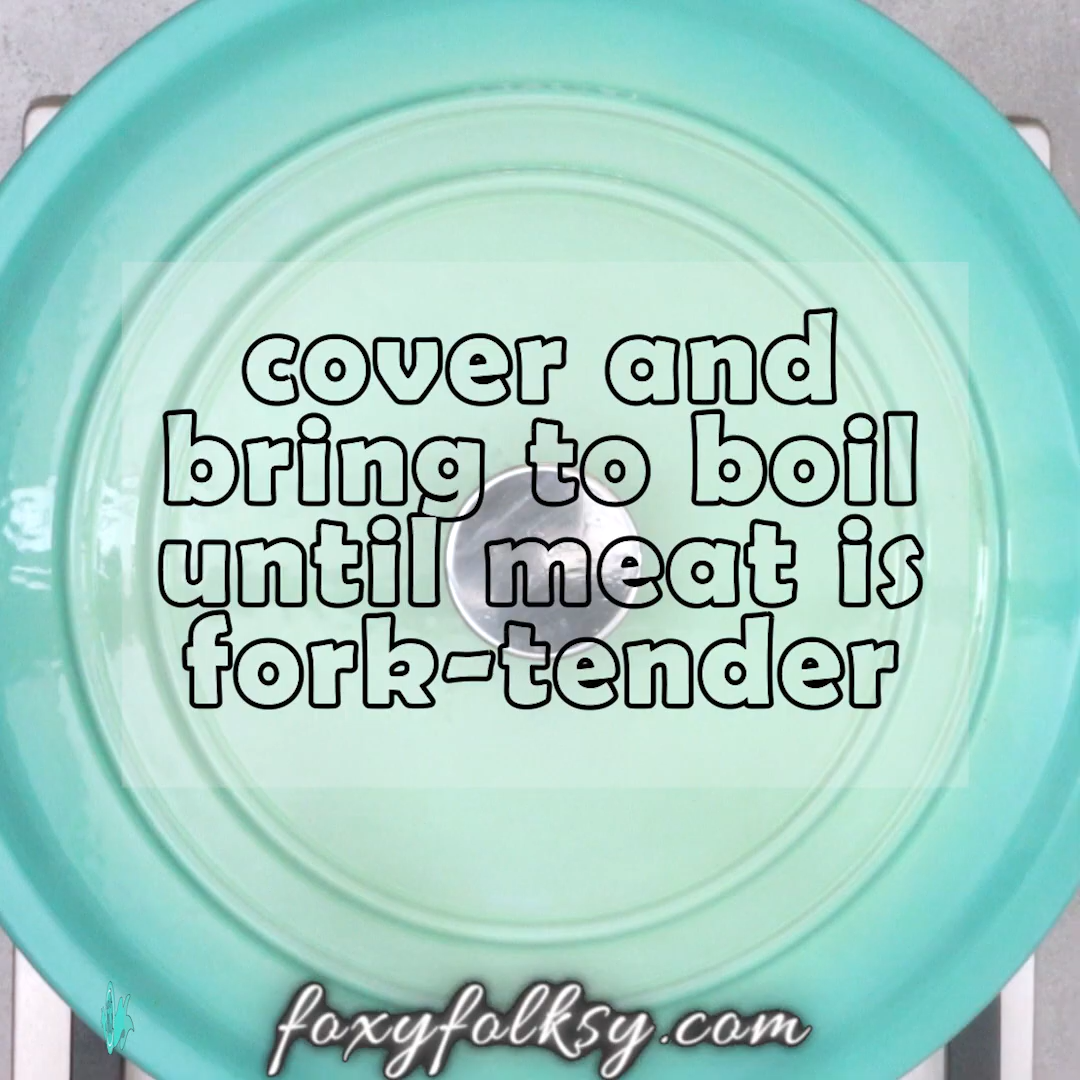 cover and
bring to boil
until meat is
fork-tender
foxyfolksy.com